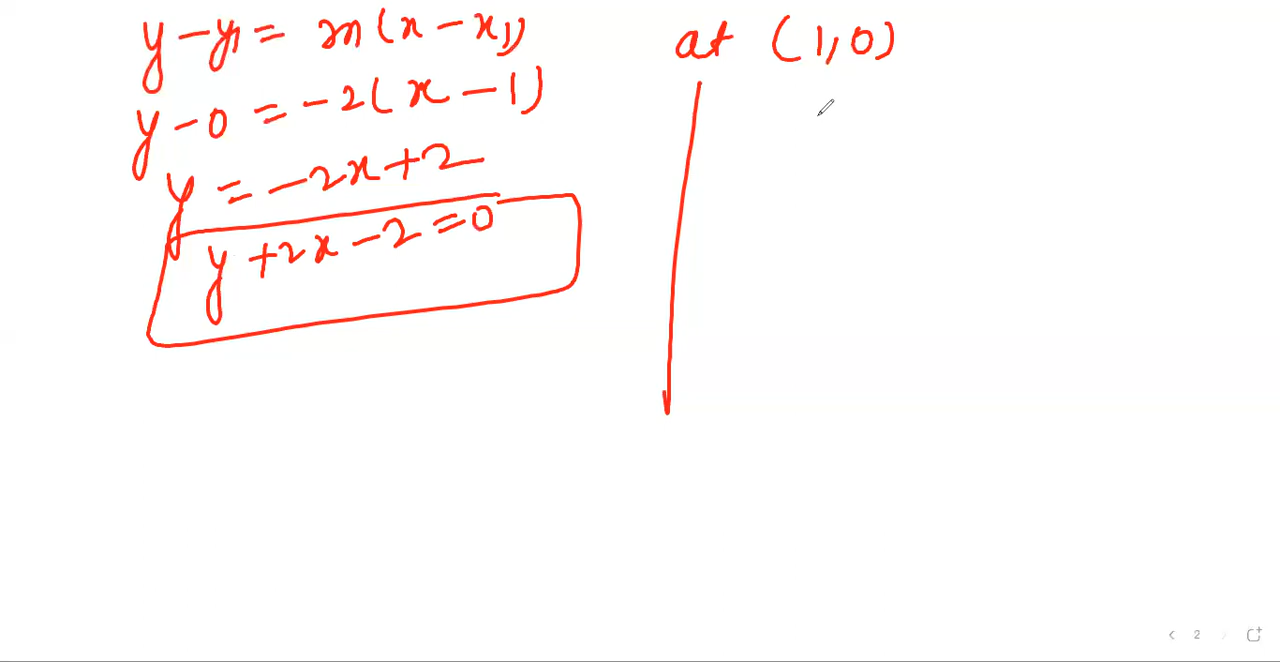 y - y₁ = m(x - x₁)
y - 0 = -2(x - 1)
y = -2x + 2
y + 2x - 2 = 0
at (1, 0)
2